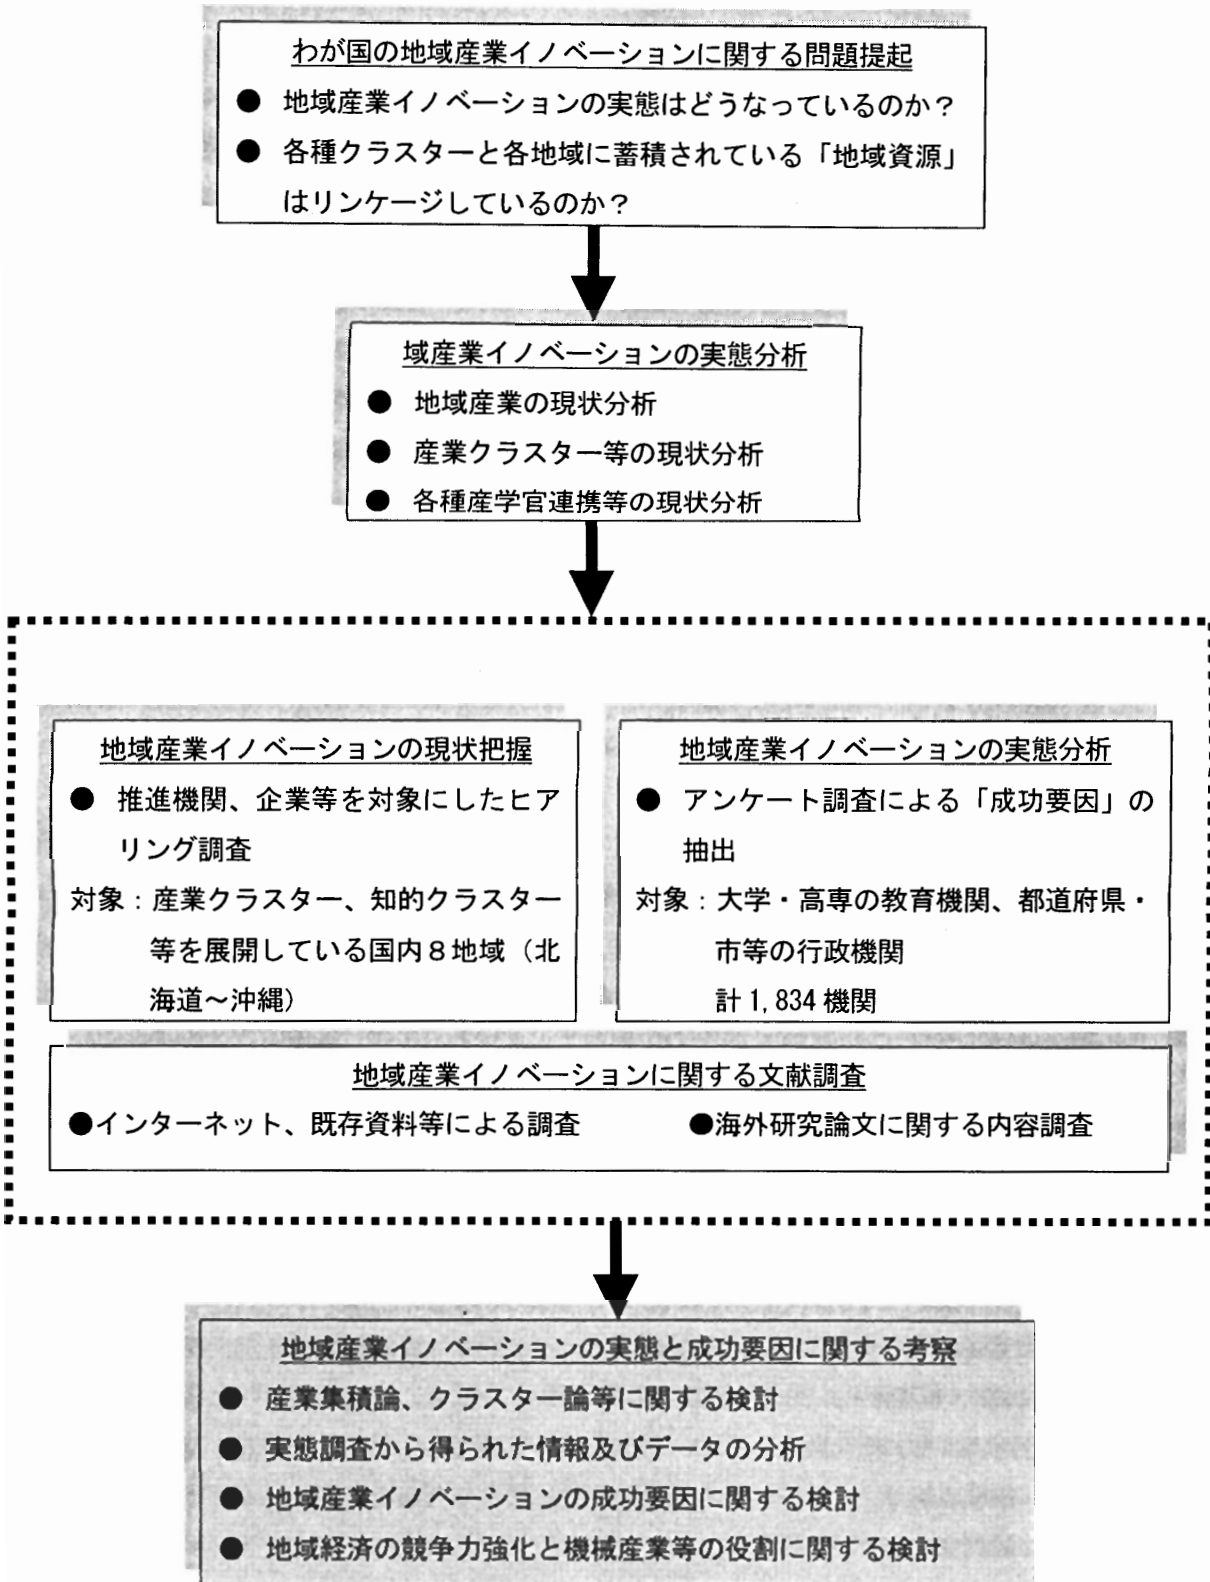 わが国の地域産業イノベーションに関する問題提起
● 地域産業イノベーションの実態はどうなっているのか？
● 各種クラスターと各地域に蓄積されている「地域資源」
はリンケージしているのか？
域産業イノベーションの実態分析
● 地域産業の現状分析
● 産業クラスター等の現状分析
● 各種産学官連携等の現状分析
地域産業イノベーションの現状把握
● 推進機関、企業等を対象にしたヒア
リング調査
対象：産業クラスター、知的クラスター
等を展開している国内８地域（北
海道～沖縄）
地域産業イノベーションの実態分析
● アンケート調査による「成功要因」の
抽出
対象：大学・高専の教育機関、都道府県・
市等の行政機関
計 1,834 機関
地域産業イノベーションに関する文献調査
●インターネット、既存資料等による調査 ●海外研究論文に関する内容調査
地域産業イノベーションの実態と成功要因に関する考察
● 産業集積論、クラスター論等に関する検討
● 実態調査から得られた情報及びデータの分析
● 地域産業イノベーションの成功要因に関する検討
● 地域経済の競争力強化と機械産業等の役割に関する検討